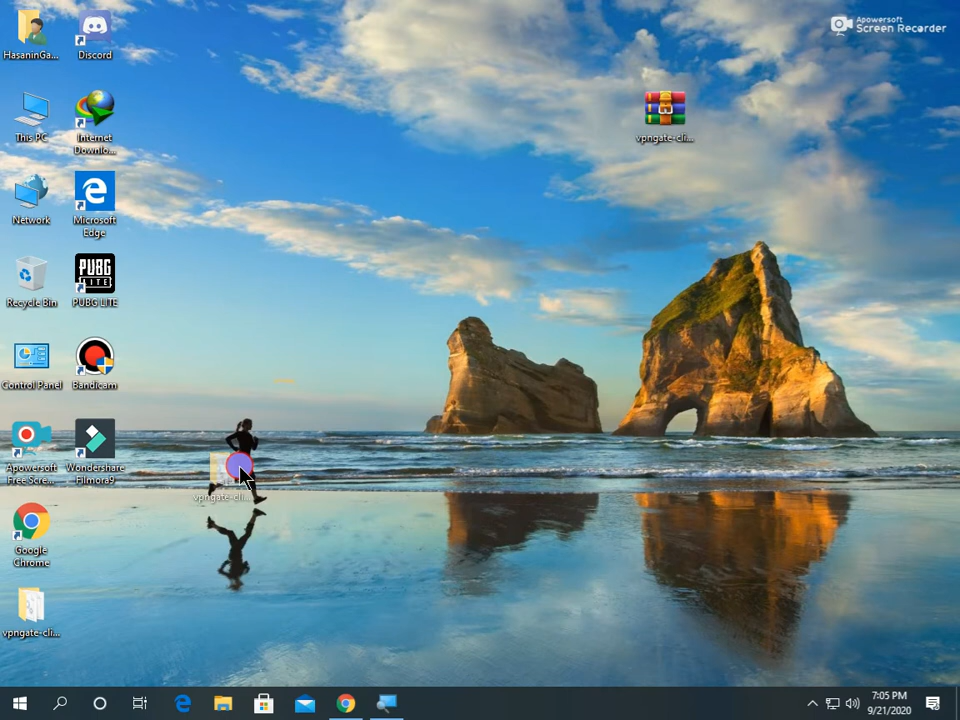 Apowersoft
Screen Recorder
HasaninGa...
Discord
vpngate-cli...
This PC
Internet
Downlo...
Network
Microsoft
Edge
PUBG
LITE
Recycle Bin
PUBG LITE
Control Panel
Bandicam
Apowersoft
Free Scre...
Wondershare
Filmora9
vpngate-cli...
Google
Chrome
vpngate-cli...
7:05 PM
9/21/2020